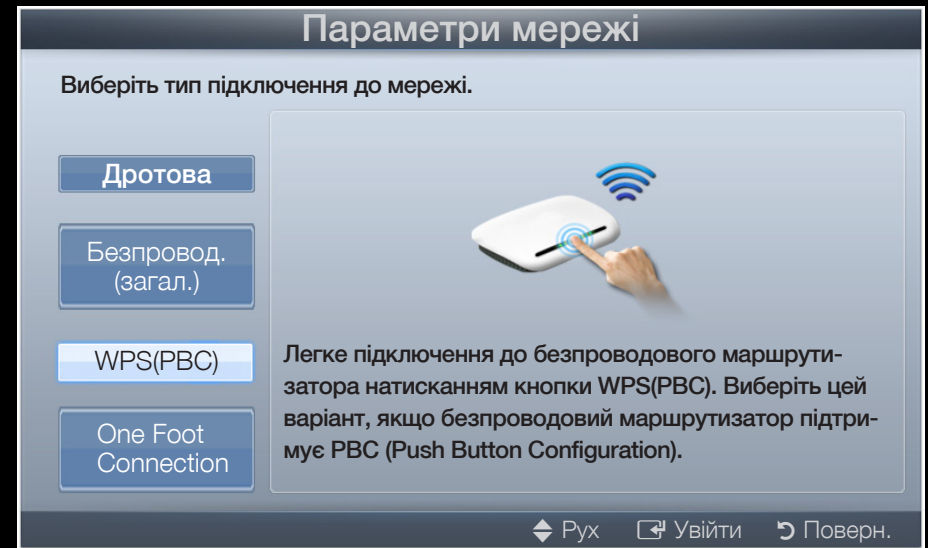 Параметри мережі
Виберіть тип підключення до мережі.
Дротова
Безпровод.
(загал.)
WPS(PBC)
One Foot
Connection
Легке підключення до безпроводового маршрути-
затора натисканням кнопки WPS(PBC). Виберіть цей
варіант, якщо безпроводовий маршрутизатор підтри-
мує PBC (Push Button Configuration).
Рух Увійти Поверн.